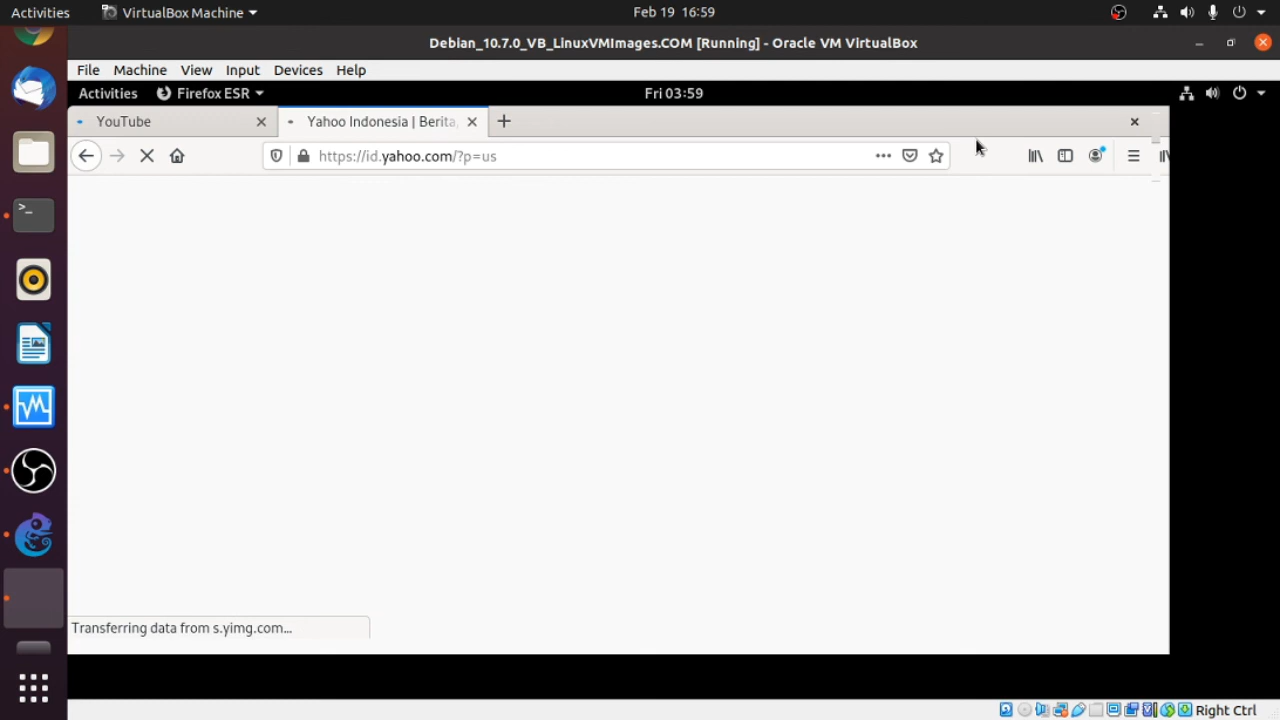 Activities VirtualBox Machine Feb 19 16:59
Debian_10.7.0_VB_LinuxVMImages.COM [Running] - Oracle VM VirtualBox
File Machine View Input Devices Help
Activities Firefox ESR Fri 03:59
YouTube Yahoo Indonesia | Berita,
https://id.yahoo.com/?p=us
Transferring data from s.yimg.com...
Right Ctrl